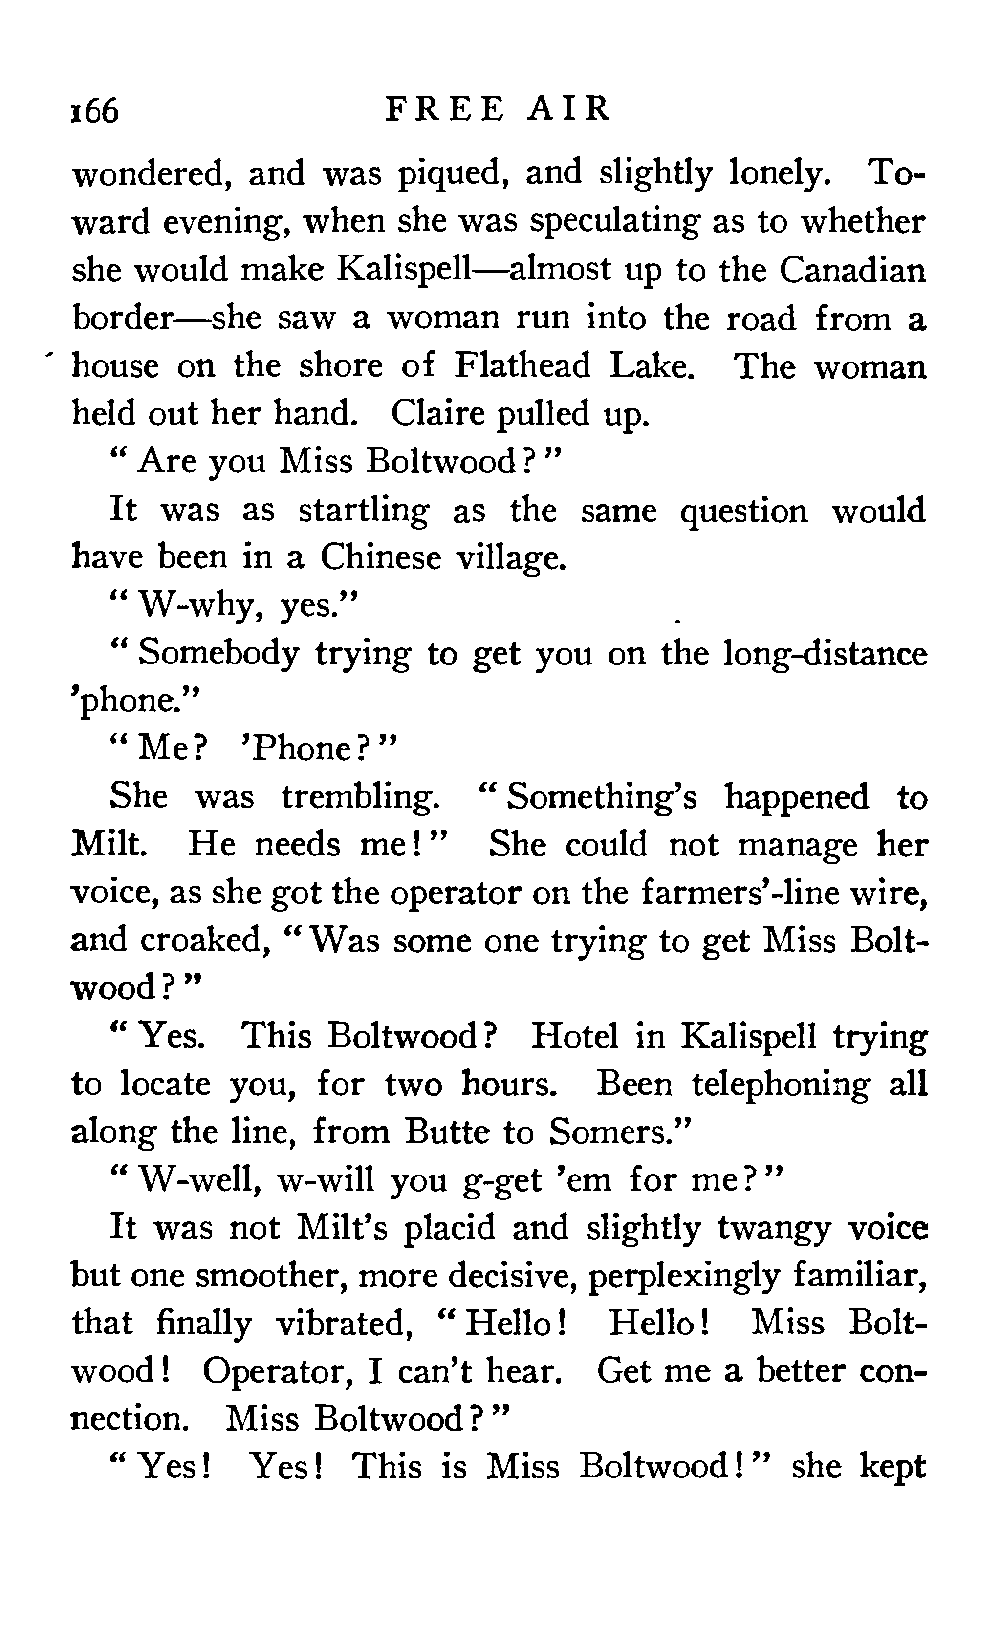 166 FREE AIR
wondered, and was piqued, and slightly lonely. To-
ward evening, when she was speculating as to whether
she would make Kalispell—almost up to the Canadian
border—she saw a woman run into the road from a
house on the shore of Flathead Lake. The woman
held out her hand. Claire pulled up.
“Are you Miss Boltwood?”
It was as startling as the same question would
have been in a Chinese village.
“W-why, yes.”
“Somebody trying to get you on the long-distance
’phone.”
“Me? ’Phone?”
She was trembling. “Something’s happened to
Milt. He needs me!” She could not manage her
voice, as she got the operator on the farmers’-line wire,
and croaked, “Was some one trying to get Miss Bolt-
wood?”
“Yes. This Boltwood? Hotel in Kalispell trying
to locate you, for two hours. Been telephoning all
along the line, from Butte to Somers.”
“W-well, w-will you g-get ’em for me?”
It was not Milt’s placid and slightly twangy voice
but one smoother, more decisive, perplexingly familiar,
that finally vibrated, “Hello! Hello! Miss Bolt-
wood! Operator, I can’t hear. Get me a better con-
nection. Miss Boltwood?”
“Yes! Yes! This is Miss Boltwood!” she kept